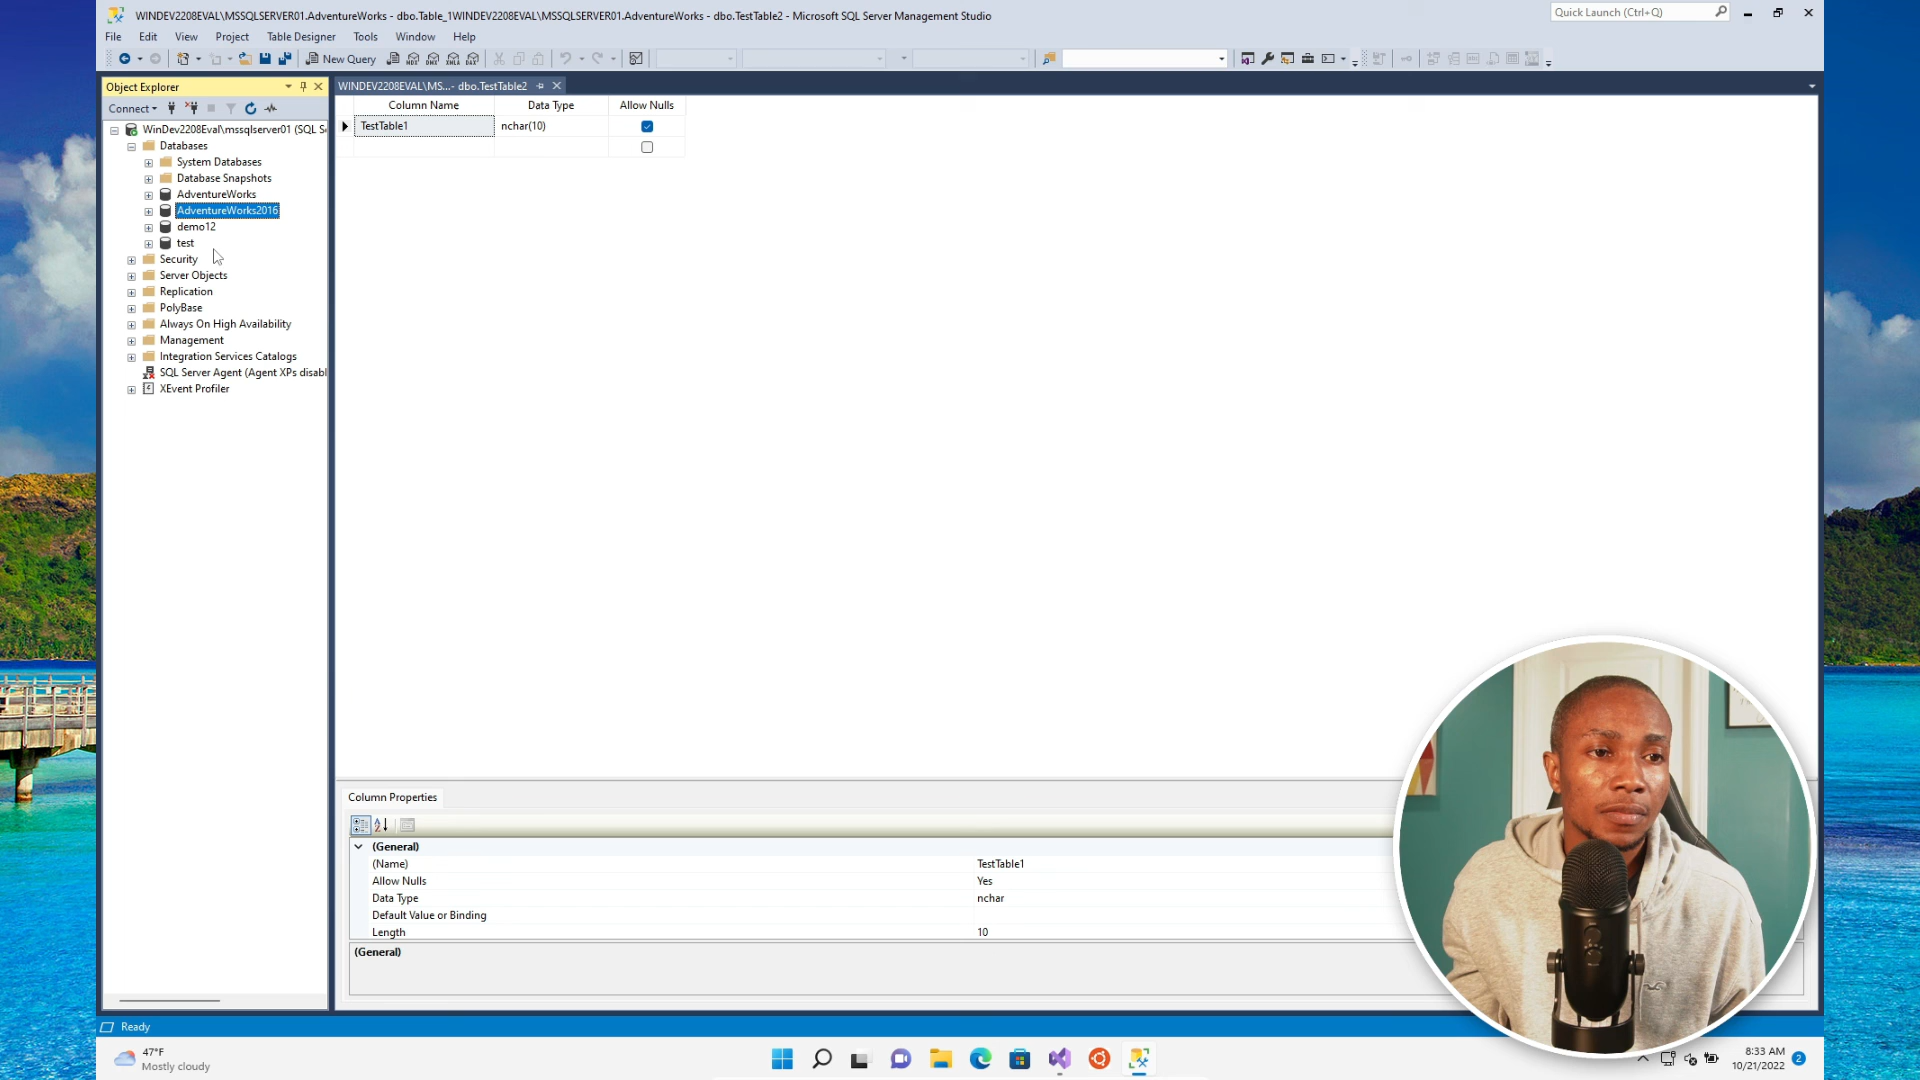 WINDEV2208EVAL\MSSQLSERVER01.AdventureWorks - dbo.Table_1WINDEV2208EVAL\MSSQLSERVER01.AdventureWorks - dbo.TestTable2 - Microsoft SQL Server Management Studio
Quick Launch (Ctrl+Q)
File Edit View Project Table Designer Tools Window Help
New Query
Object Explorer
WINDEV2208EVAL\MS...- dbo.TestTable2
Connect
Column Name Data Type Allow Nulls
TestTable1 nchar(10)
WinDev2208Eval\mssqlserver01 (SQL S
Databases
System Databases
Database Snapshots
AdventureWorks
AdventureWorks2016
demo12
test
Security
Server Objects
Replication
PolyBase
Always On High Availability
Management
Integration Services Catalogs
SQL Server Agent (Agent XPs disabl
XEvent Profiler
Column Properties
(General)
(Name) TestTable1
Allow Nulls Yes
Data Type nchar
Default Value or Binding
Length 10
(General)
Ready
47°F
Mostly cloudy
8:33 AM
10/21/2022
2